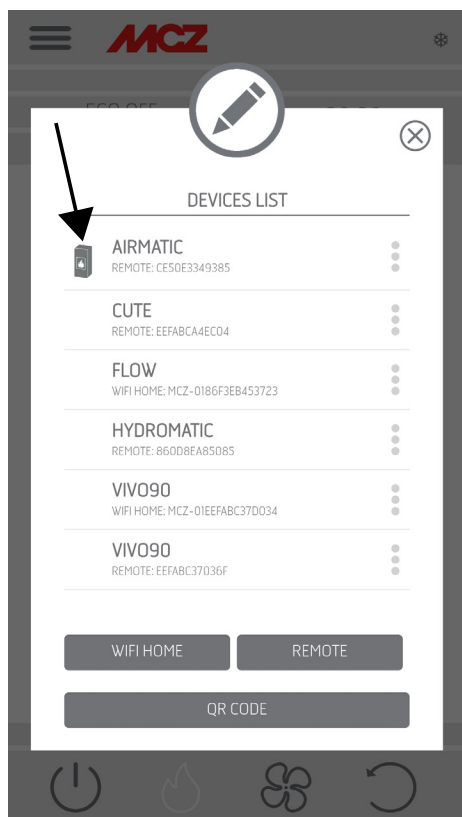 MCZ
DEVICES LIST
AIRMATIC
REMOTE: CE50E3349385
CUTE
REMOTE: EEFABCA4EC04
FLOW
WIFI HOME: MCZ-0186F3EB453723
HYDROMATIC
REMOTE: 860D8EA85085
VIVO90
WIFI HOME: MCZ-01EEFABC37D034
VIVO90
REMOTE: EEFABC37036F
WIFI HOME
REMOTE
QR CODE